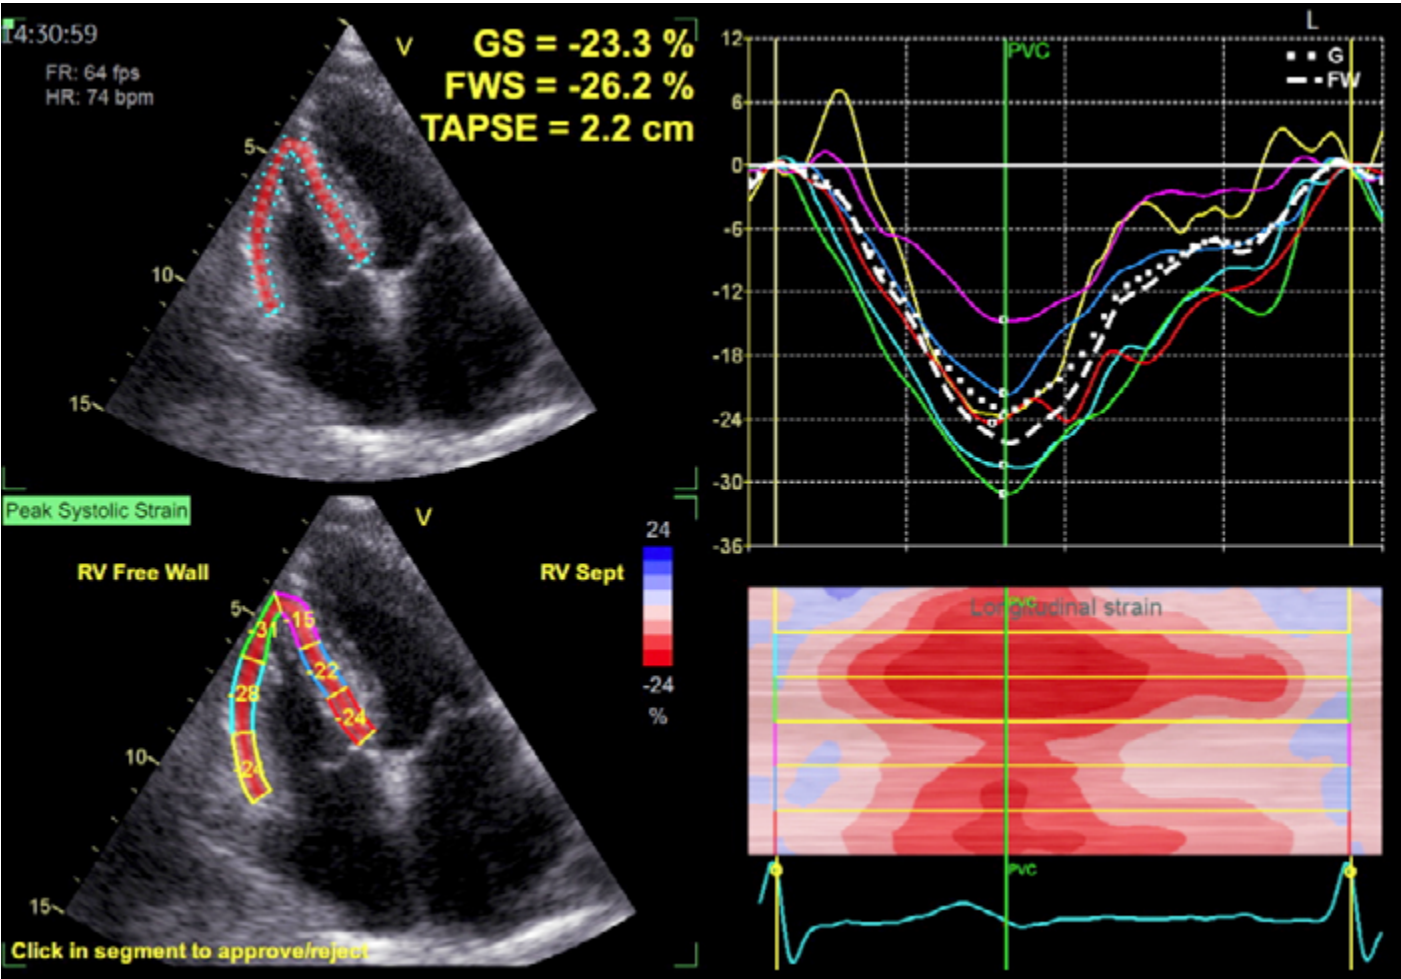 14:30:59
FR: 64 fps
HR: 74 bpm
V
GS = -23.3 %
FWS = -26.2 %
TAPSE = 2.2 cm
5
10
15
Peak Systolic Strain
V
RV Free Wall
RV Sept
24
-24
%
5
-31
-15
-22
-28
-24
-24
10
15
Click in segment to approve/reject
L
12
PVC
G
FW
6
0
-6
-12
-18
-24
-30
-36
PVC
Longitudinal strain
PVC